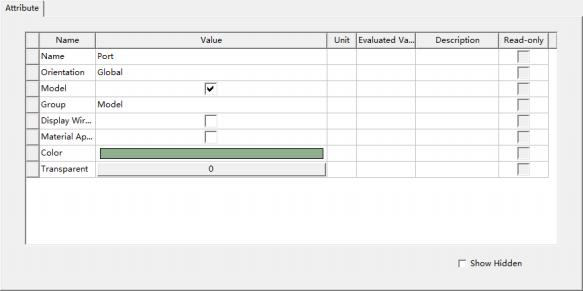 Attribute
Name Value Unit Evaluated Va... Description Read-only
Name Port
Orientation Global
Model
Group Model
Display Wir...
Material Ap...
Color
Transparent 0
Show Hidden